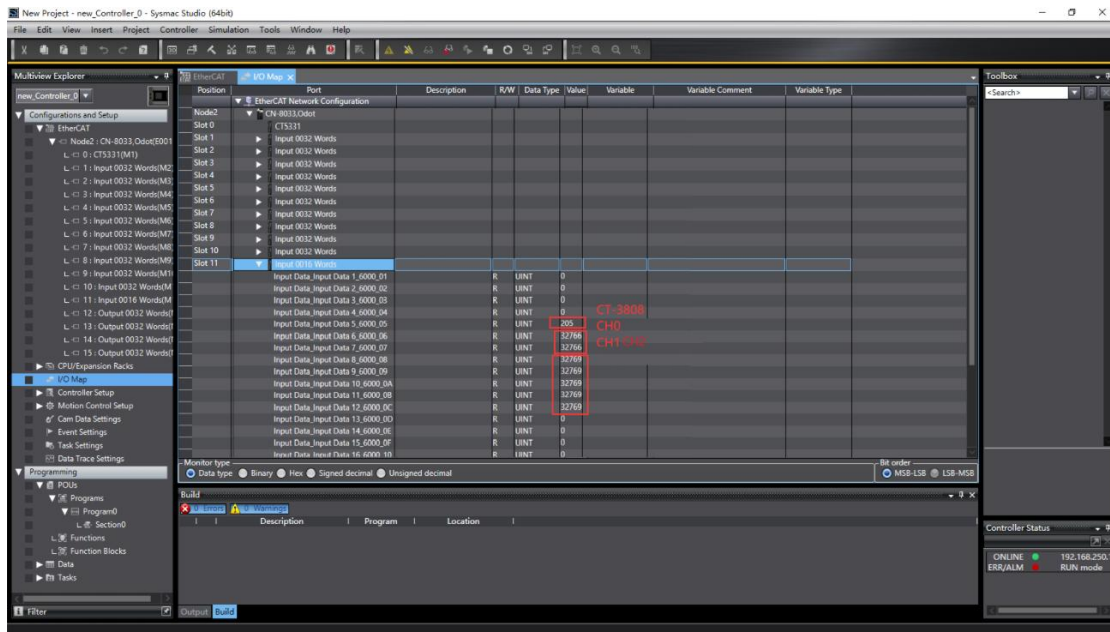 New Project - new_Controller_0 - Sysmac Studio (64bit)
File Edit View Insert Project Controller Simulation Tools Window Help
Multiview Explorer
new_Controller_0
Configurations and Setup
EtherCAT
Node2 : CN-8033,Odot(E001
0 : CT5331(M1)
1 : Input 0032 Words(M2
2 : Input 0032 Words(M3
3 : Input 0032 Words(M4
4 : Input 0032 Words(M5
5 : Input 0032 Words(M6
6 : Input 0032 Words(M7
7 : Input 0032 Words(M8
8 : Input 0032 Words(M9
9 : Input 0032 Words(M1
10 : Input 0032 Words(M
11 : Input 0016 Words(M
12 : Output 0032 Words(
13 : Output 0032 Words(
14 : Output 0032 Words(
15 : Output 0032 Words(
CPU/Expansion Racks
I/O Map
Controller Setup
Motion Control Setup
Cam Data Settings
Event Settings
Task Settings
Data Trace Settings
Programming
POUs
Programs
Program0
Section0
Functions
Function Blocks
Data
Tasks
Filter
EtherCAT I/O Map
Position Port Description R/W Data Type Value Variable Variable Comment Variable Type
EtherCAT Network Configuration
Node2 CN-8033,Odot
Slot 0 CT5331
Slot 1 Input 0032 Words
Slot 2 Input 0032 Words
Slot 3 Input 0032 Words
Slot 4 Input 0032 Words
Slot 5 Input 0032 Words
Slot 6 Input 0032 Words
Slot 7 Input 0032 Words
Slot 8 Input 0032 Words
Slot 9 Input 0032 Words
Slot 10 Input 0032 Words
Slot 11 Input 0016 Words
Input Data_Input Data 1_6000_01 R UINT 0
Input Data_Input Data 2_6000_02 R UINT 0
Input Data_Input Data 3_6000_03 R UINT 0
Input Data_Input Data 4_6000_04 R UINT 0 CT-3808
Input Data_Input Data 5_6000_05 R UINT 205 CH0
Input Data_Input Data 6_6000_06 R UINT 32766
CH1
Input Data_Input Data 7_6000_07 R UINT 32766
Input Data_Input Data 8_6000_08 R UINT 32769
Input Data_Input Data 9_6000_09 R UINT 32769
Input Data_Input Data 10_6000_0A R UINT 32769
Input Data_Input Data 11_6000_0B R UINT 32769
Input Data_Input Data 12_6000_0C R UINT 32769
Input Data_Input Data 13_6000_0D R UINT 0
Input Data_Input Data 14_6000_0E R UINT 0
Input Data_Input Data 15_6000_0F R UINT 0
Input Data_Input Data 16_6000_10 R UINT 0
Monitor type
Data type Binary Hex Signed decimal Unsigned decimal
Bit order
MSB-LSB LSB-MSB
Build
0 Errors 0 Warnings
Description Program Location
Output Build
Toolbox
<Search>
Controller Status
ONLINE 192.168.250.
ERR/ALM RUN mode